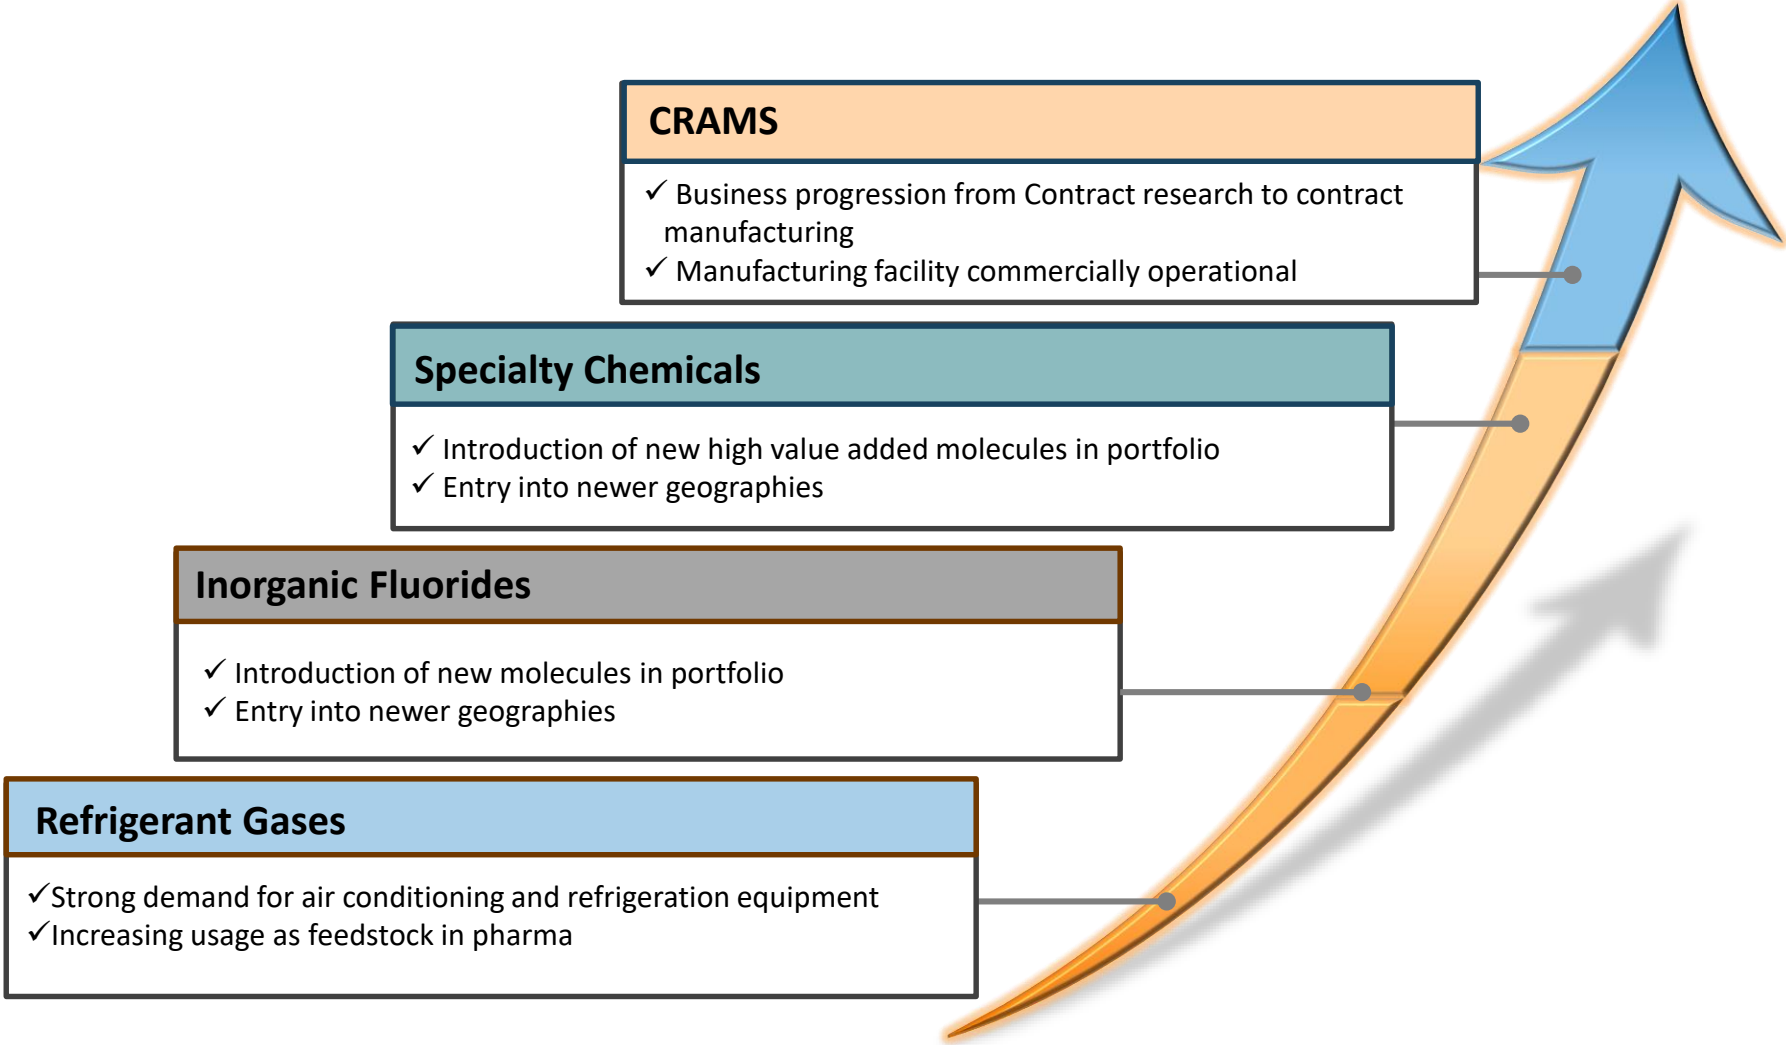 CRAMS
✓ Business progression from Contract research to contract
manufacturing
✓ Manufacturing facility commercially operational
Specialty Chemicals
✓ Introduction of new high value added molecules in portfolio
✓ Entry into newer geographies
Inorganic Fluorides
✓ Introduction of new molecules in portfolio
✓ Entry into newer geographies
Refrigerant Gases
✓Strong demand for air conditioning and refrigeration equipment
✓Increasing usage as feedstock in pharma